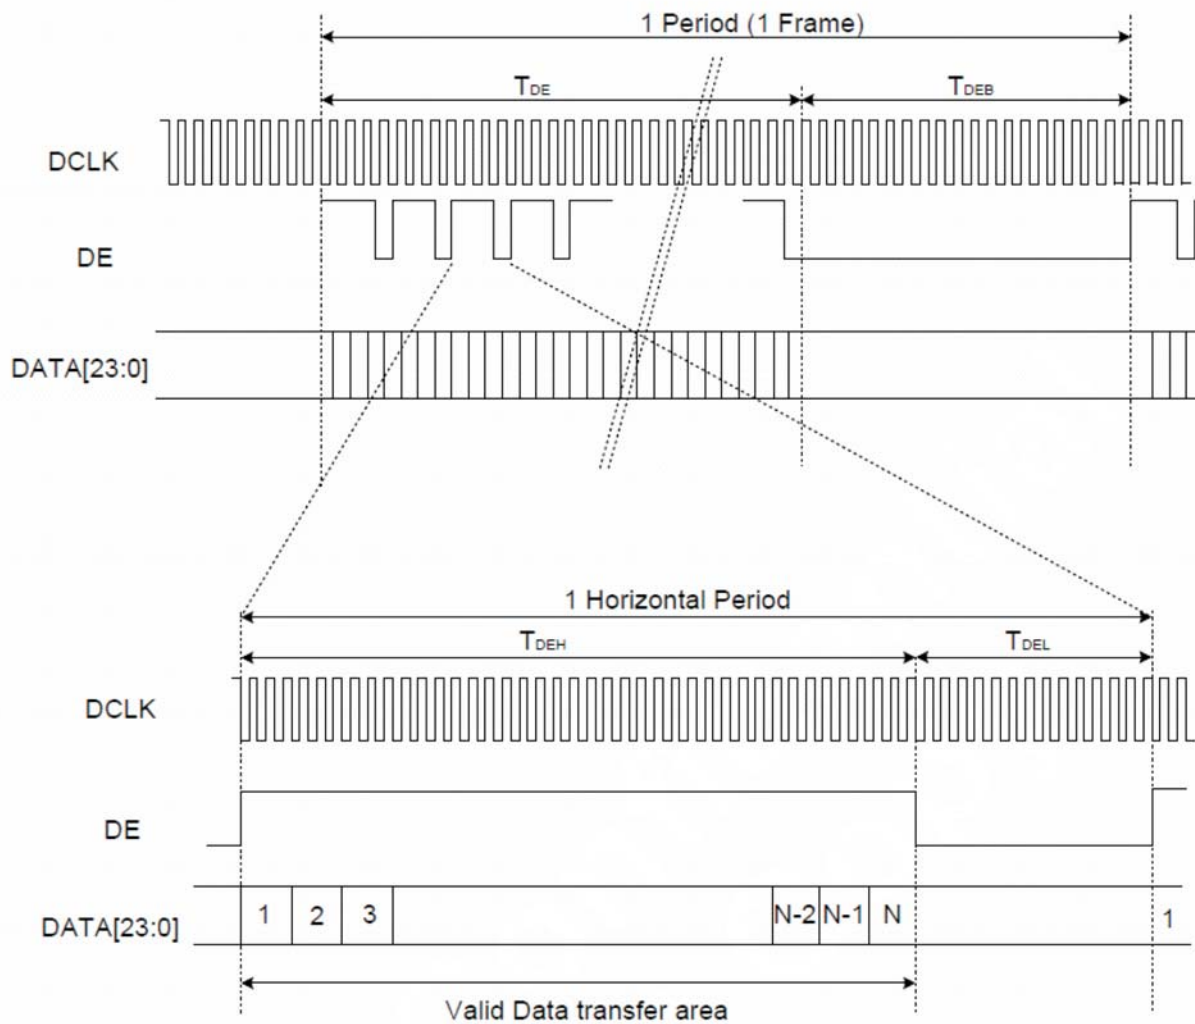 1 Period (1 Frame)
TDE
TDEB
DCLK
DE
DATA[23:0]
1 Horizontal Period
TDEH
TDEL
DCLK
DE
DATA[23:0]
1 2 3 N-2 N-1 N 1
Valid Data transfer area